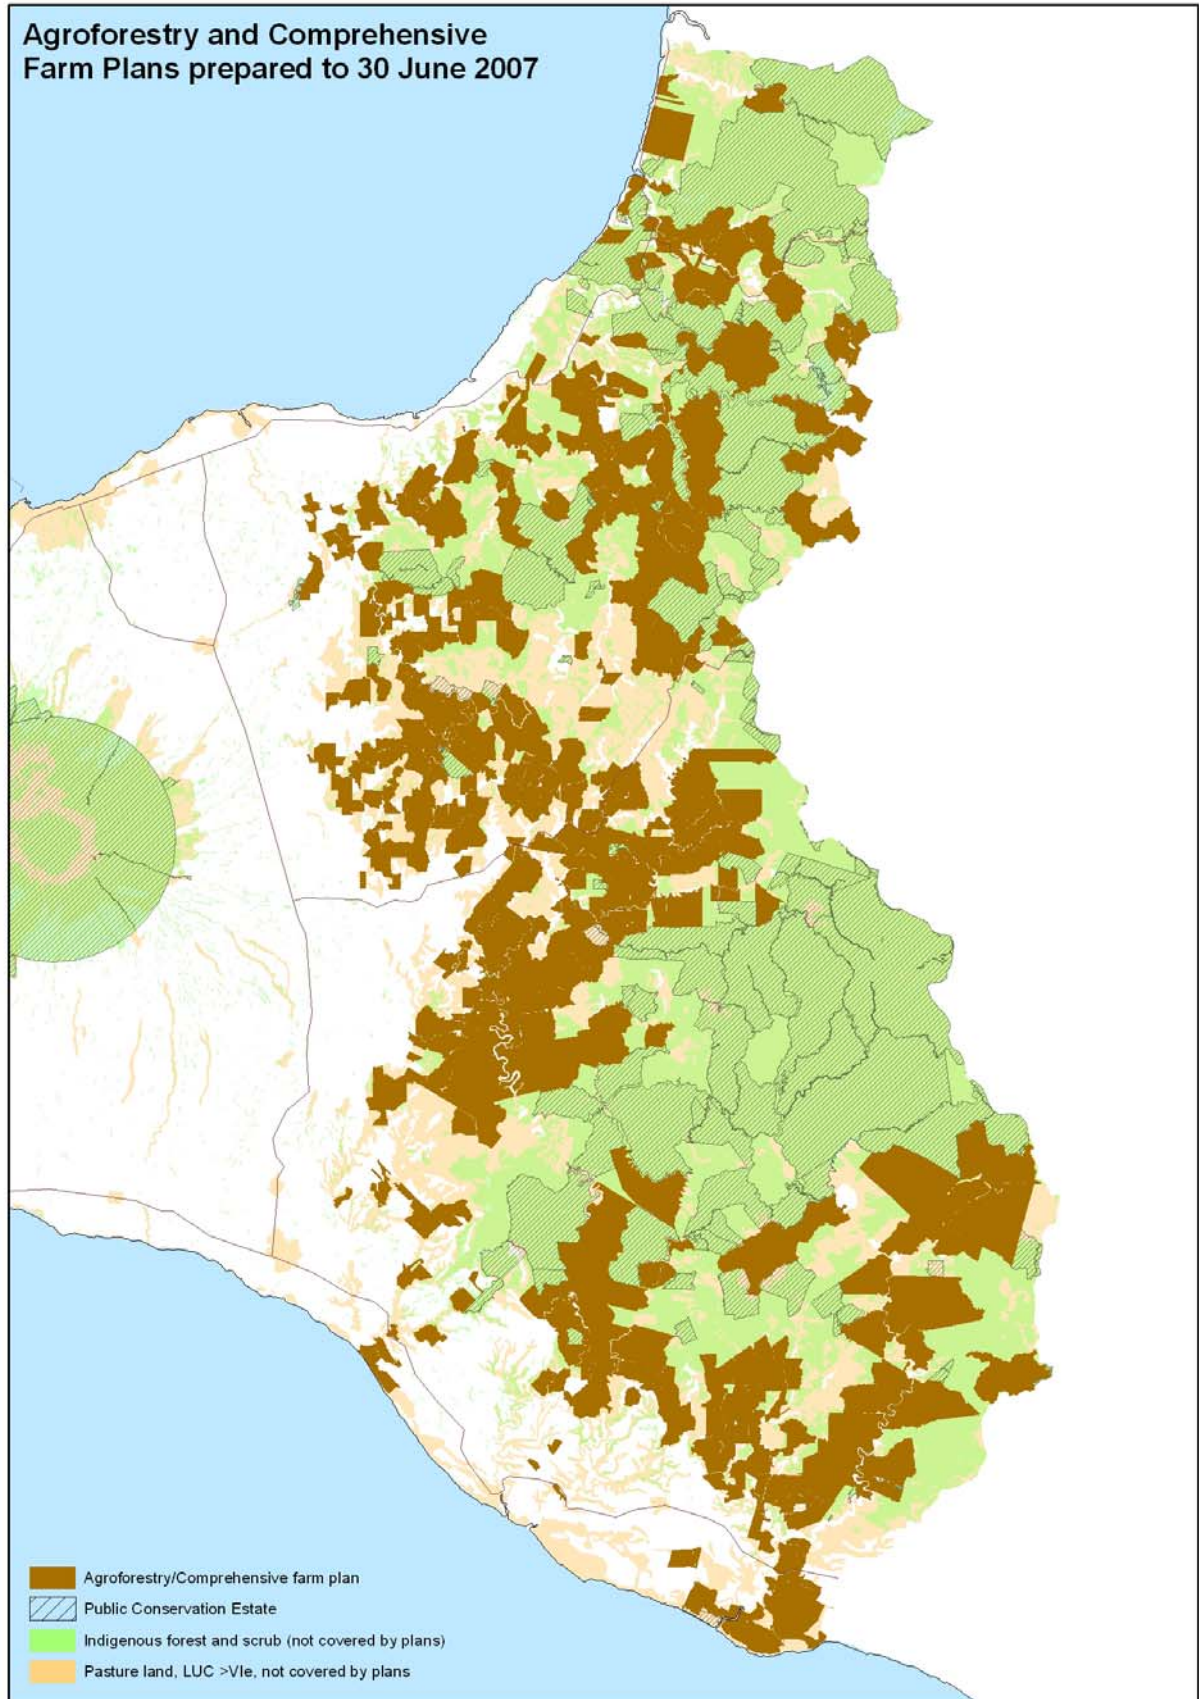 Agroforestry and Comprehensive
Farm Plans prepared to 30 June 2007
Agroforestry/Comprehensive farm plan
Public Conservation Estate
Indigenous forest and scrub (not covered by plans)
Pasture land, LUC >VIe, not covered by plans